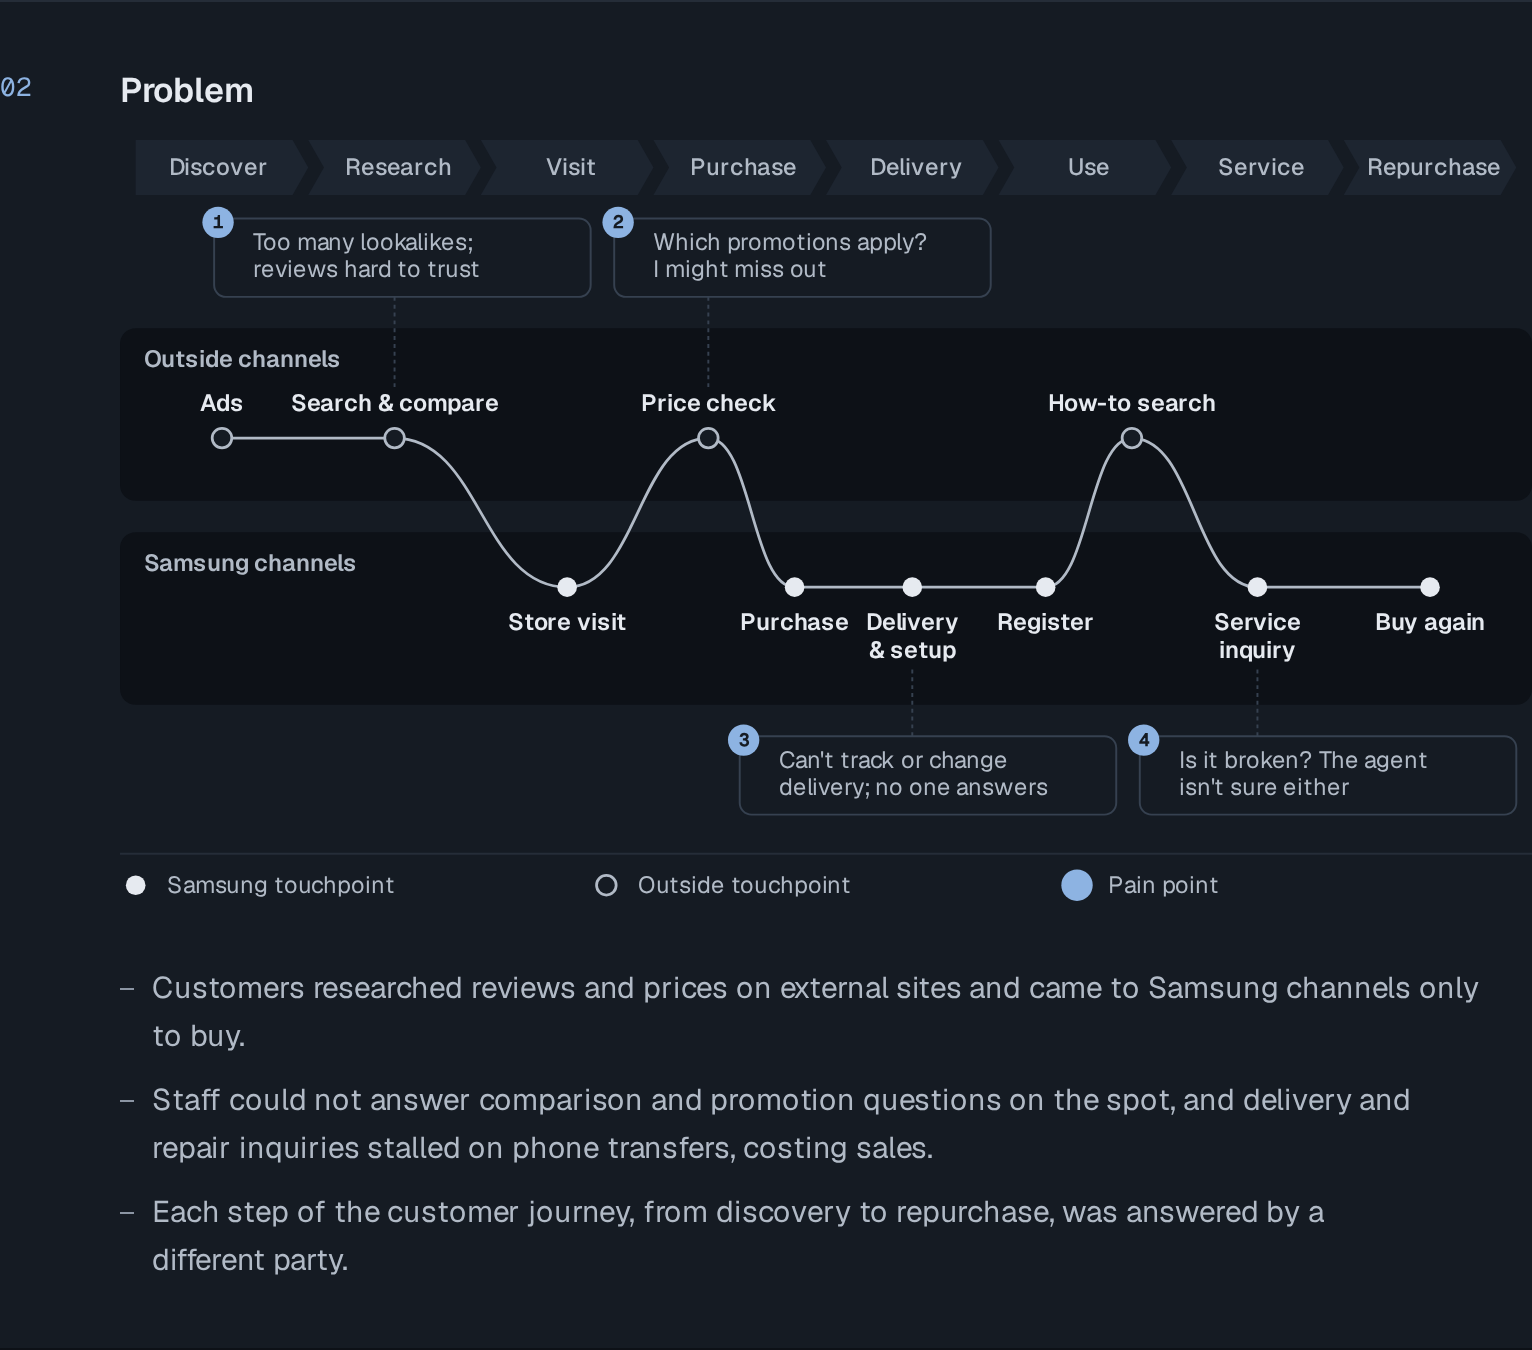 02
Problem
Discover
Research
Visit
Purchase
Delivery
Use
Service
Repurchase
1
Too many lookalikes;
reviews hard to trust
2
Which promotions apply?
I might miss out
Outside channels
Ads
Search & compare
Price check
How-to search
Samsung channels
Store visit
Purchase
Delivery
& setup
Register
Service
inquiry
Buy again
3
Can't track or change
delivery; no one answers
4
Is it broken? The agent
isn't sure either
Samsung touchpoint
Outside touchpoint
Pain point
– Customers researched reviews and prices on external sites and came to Samsung channels only
to buy.
– Staff could not answer comparison and promotion questions on the spot, and delivery and
repair inquiries stalled on phone transfers, costing sales.
– Each step of the customer journey, from discovery to repurchase, was answered by a
different party.